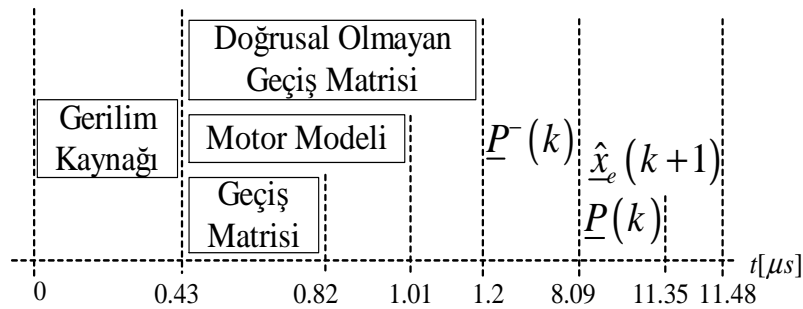 Doğrusal Olmayan
Geçiş Matrisi
Gerilim
Kaynağı
Motor Modeli
Geçiş
Matrisi
P⁻(k)
x̂ₑ(k+1)
P(k)
t[μs]
0 0.43 0.82 1.01 1.2 8.09 11.35 11.48